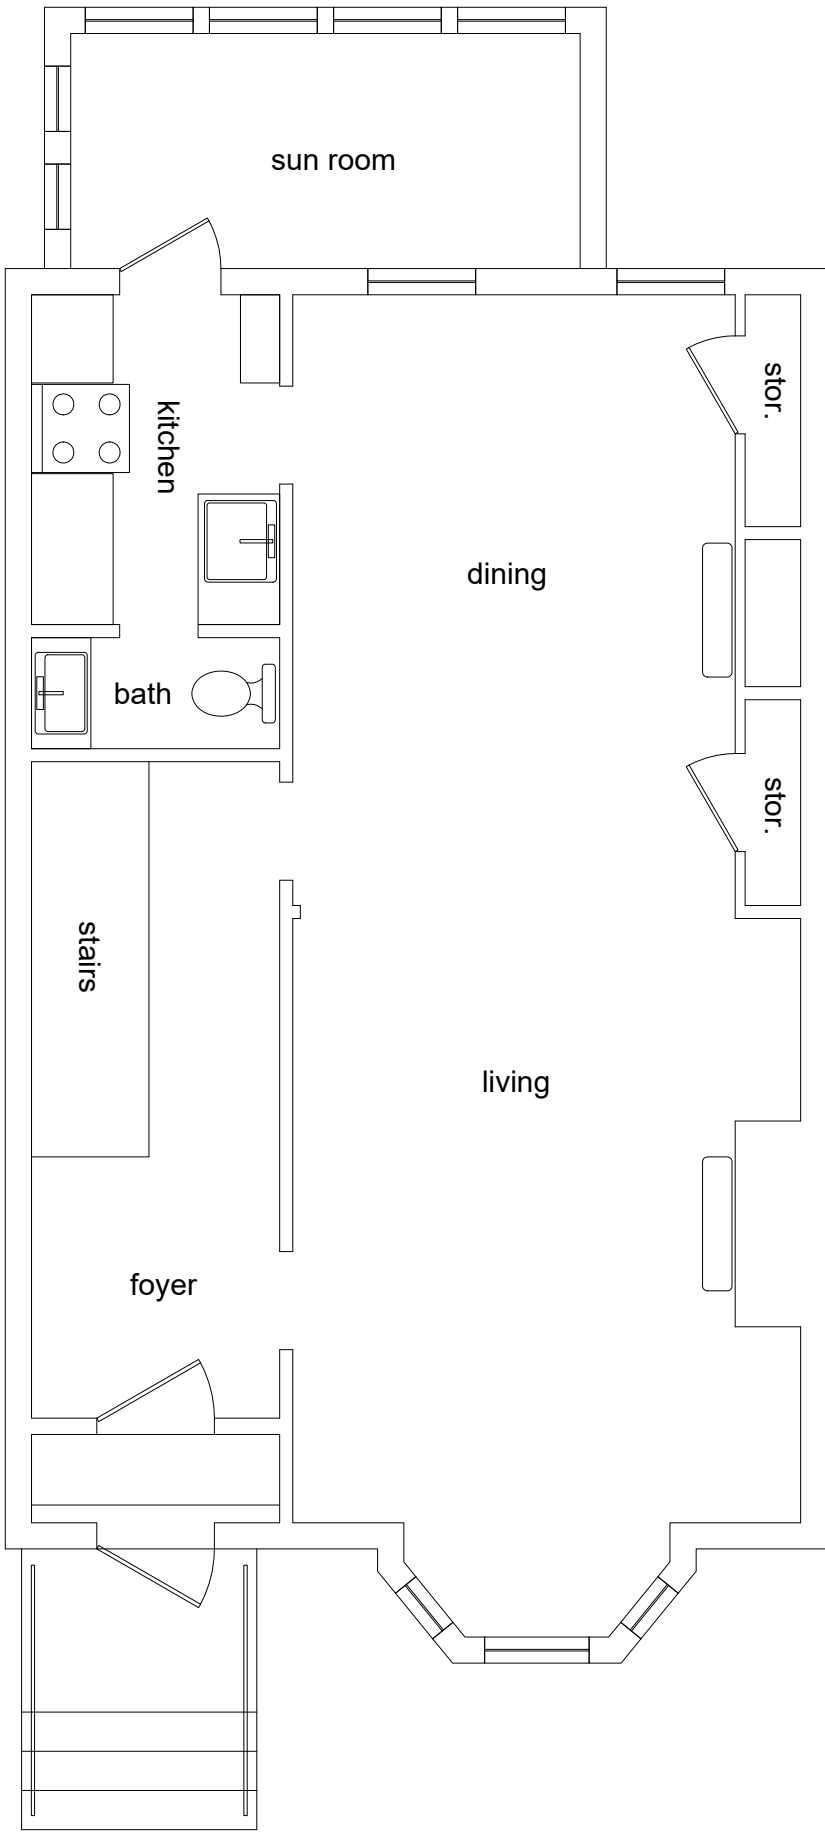 sun room
kitchen
stor.
dining
bath
stor.
stairs
living
foyer